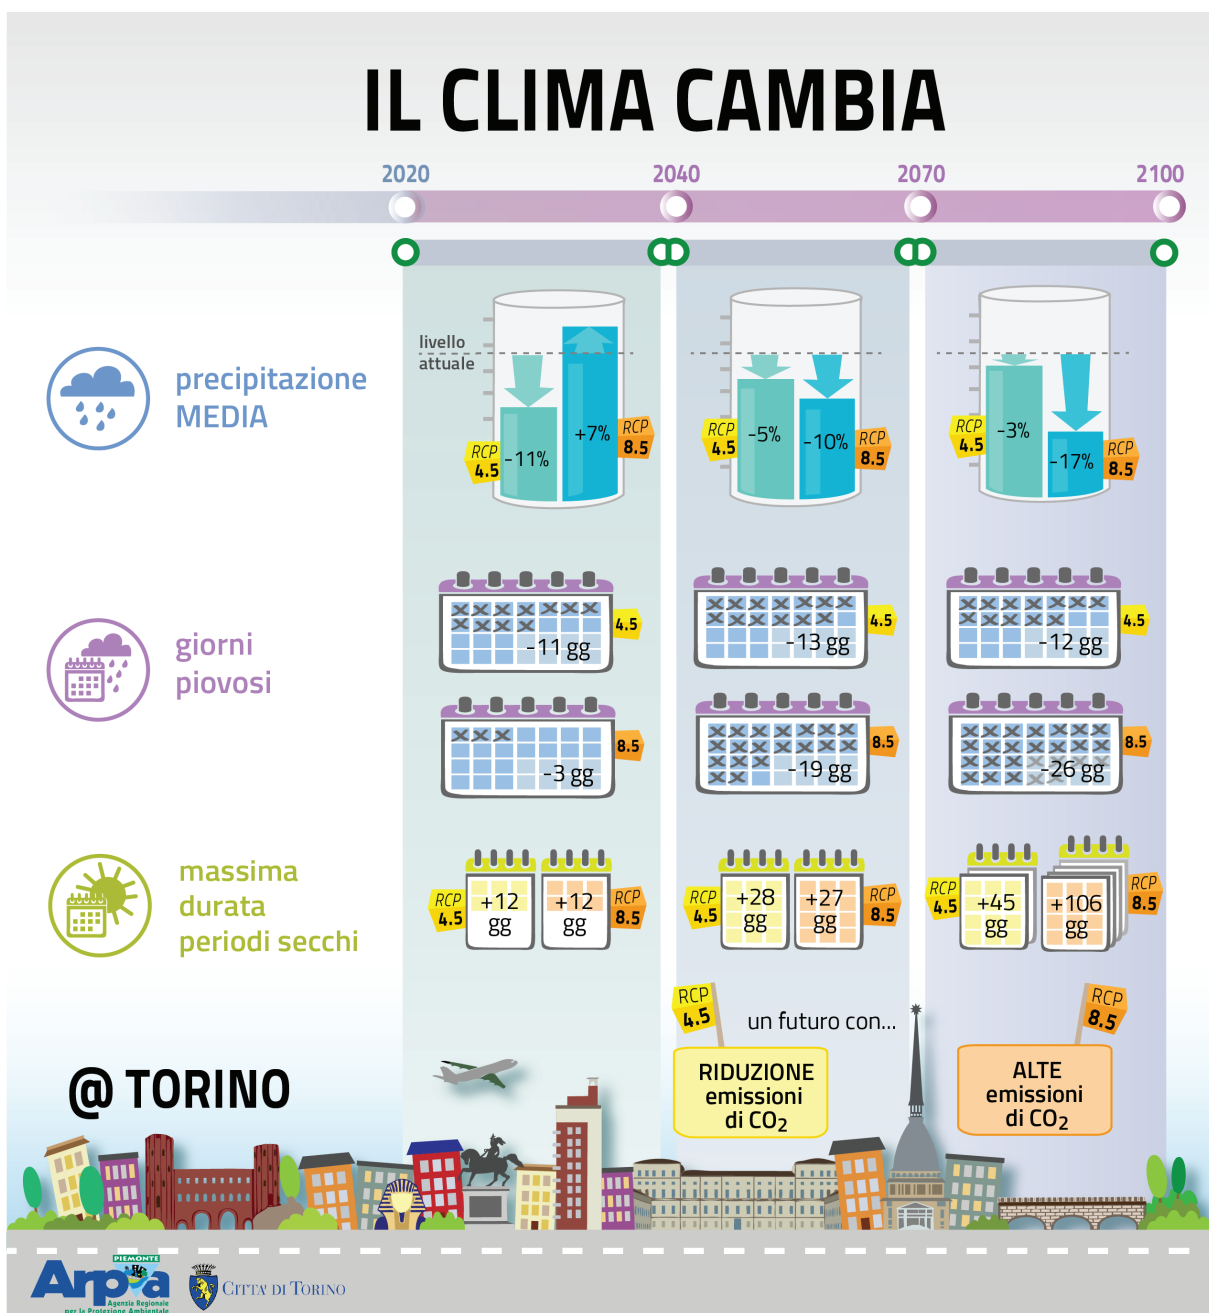 IL CLIMA CAMBIA
2020
2040
2070
2100
livello
attuale
precipitazione
MEDIA
RCP
4.5
-11%
+7%
RCP
8.5
RCP
4.5
-5%
-10%
RCP
8.5
RCP
4.5
-3%
-17%
RCP
8.5
giorni
piovosi
-11 gg
4.5
-13 gg
4.5
-12 gg
4.5
-3 gg
8.5
-19 gg
8.5
-26 gg
8.5
massima
durata
periodi secchi
RCP
4.5
+12
gg
+12
gg
RCP
8.5
RCP
4.5
+28
gg
+27
gg
RCP
8.5
RCP
4.5
+45
gg
+106
gg
RCP
8.5
RCP
4.5
un futuro con...
RCP
8.5
RIDUZIONE
emissioni
di CO₂
ALTE
emissioni
di CO₂
@ TORINO
PIEMONTE
Arpa
Agenzia Regionale
per la Protezione Ambientale
CITTA' DI TORINO